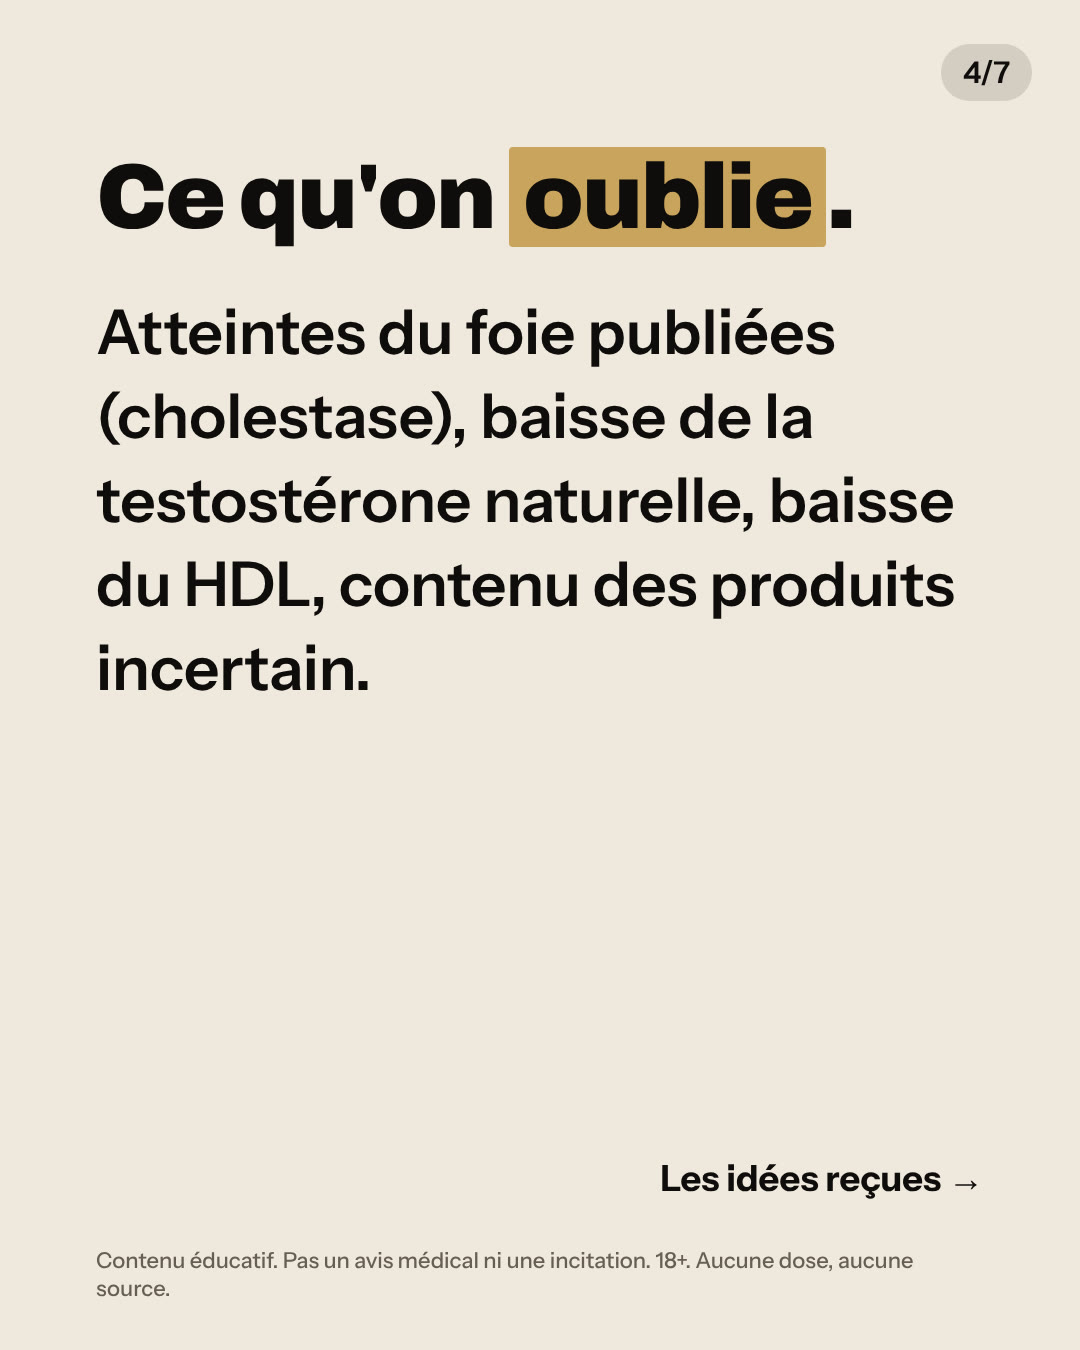 4/7
Ce qu'on oublie.
Atteintes du foie publiées
(cholestase), baisse de la
testostérone naturelle, baisse
du HDL, contenu des produits
incertain.
Les idées reçues →
Contenu éducatif. Pas un avis médical ni une incitation. 18+. Aucune dose, aucune
source.